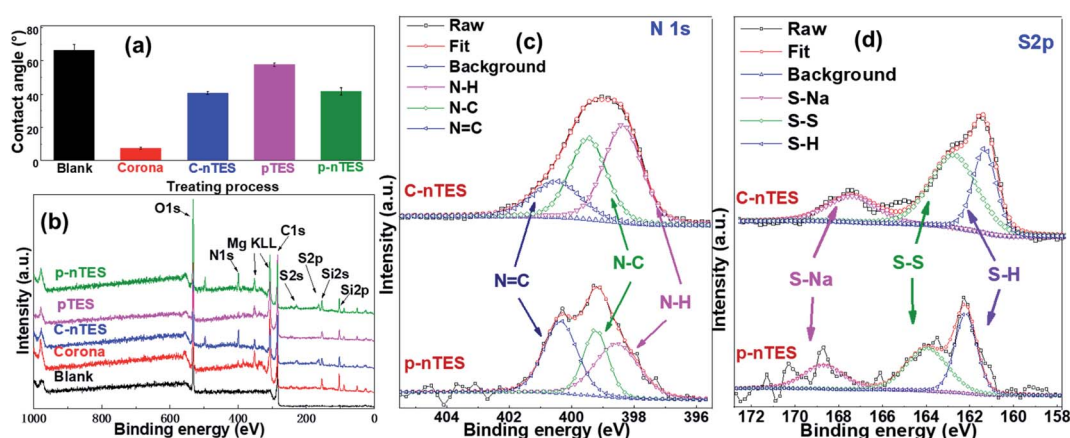 (a)
Contact angle (°)
80
60
40
20
0
Blank
Corona
C-nTES
pTES
p-nTES
Treating process
(b)
O1s
N1s
Mg KLL
C1s
S2s
S2p
Si2s
Si2p
p-nTES
pTES
C-nTES
Corona
Blank
Intensity (a.u.)
1000
800
600
400
200
0
Binding energy (eV)
(c)
N 1s
Raw
Fit
Background
N-H
N-C
N=C
C-nTES
N=C
N-C
N-H
p-nTES
Intensity (a.u.)
404
402
400
398
396
Binding energy (eV)
(d)
S2p
Raw
Fit
Background
S-Na
S-S
S-H
C-nTES
S-Na
S-S
S-H
p-nTES
Intensity (a.u.)
172
170
168
166
164
162
160
158
Binding energy (eV)